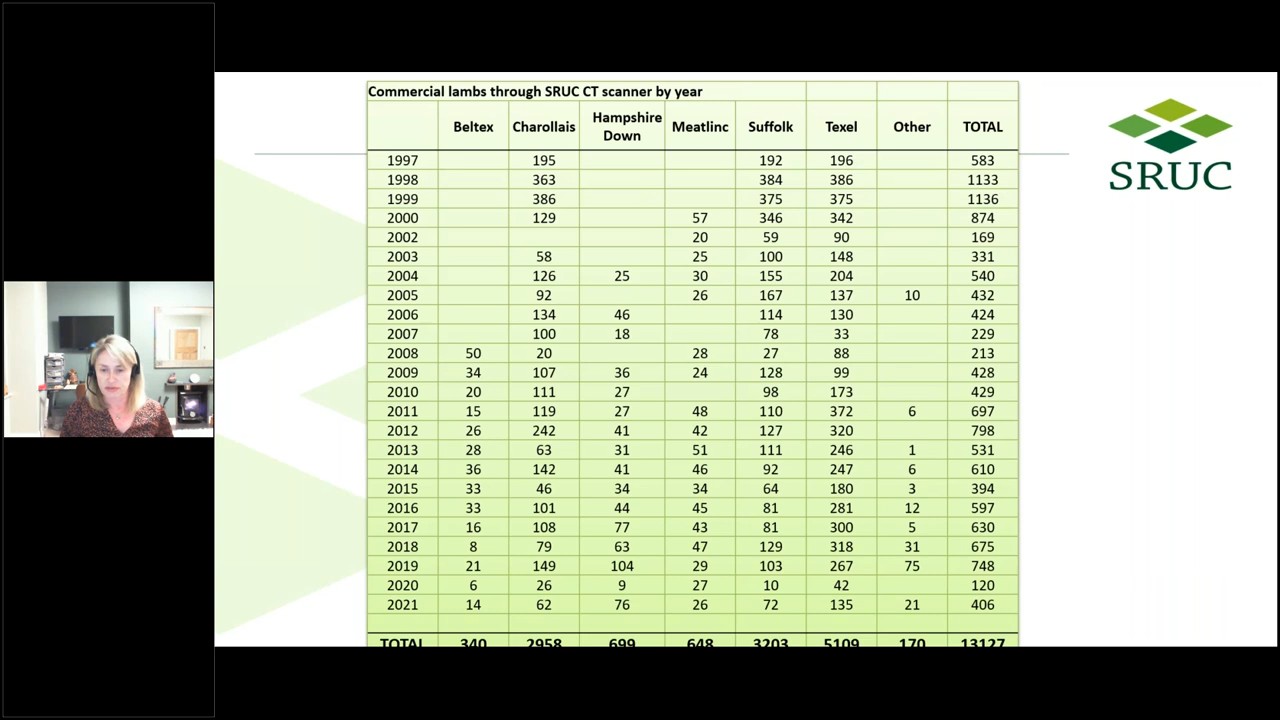 Commercial lambs through SRUC CT scanner by year
Beltex Charollais Hampshire Down Meatlinc Suffolk Texel Other TOTAL
1997 195 192 196 583
1998 363 384 386 1133
1999 386 375 375 1136
2000 129 57 346 342 874
2002 20 59 90 169
2003 58 25 100 148 331
2004 126 25 30 155 204 540
2005 92 26 167 137 10 432
2006 134 46 114 130 424
2007 100 18 78 33 229
2008 50 20 28 27 88 213
2009 34 107 36 24 128 99 428
2010 20 111 27 98 173 429
2011 15 119 27 48 110 372 6 697
2012 26 242 41 42 127 320 798
2013 28 63 31 51 111 246 1 531
2014 36 142 41 46 92 247 6 610
2015 33 46 34 34 64 180 3 394
2016 33 101 44 45 81 281 12 597
2017 16 108 77 43 81 300 5 630
2018 8 79 63 47 129 318 31 675
2019 21 149 104 29 103 267 75 748
2020 6 26 9 27 10 42 120
2021 14 62 76 26 72 135 21 406
TOTAL 340 2958 699 648 3203 5109 170 13127
SRUC